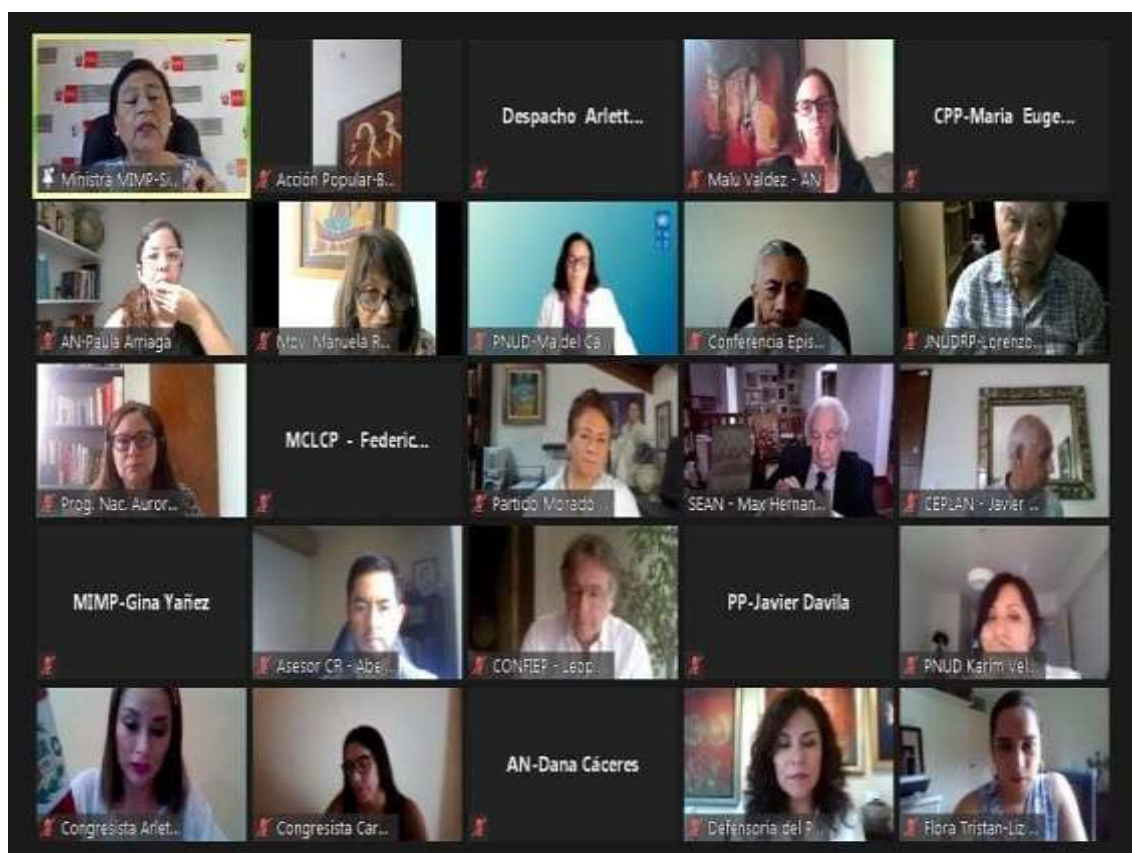 Ministra MIMP-Si...
Acción Popular-B...
Despacho Arlett...
Malu Valdez - AN
CPP-Maria Euge...
AN-Paula Arriaga
Mov. Manuela R...
PNUD-Ma.del Ca...
Conferencia Epis...
JNUDRP-Lorenzo...
Prog. Nac. Auror...
MCLCP - Federic...
Partido Morado ...
SEAN - Max Hernan...
CEPLAN - Javier ...
MIMP-Gina Yañez
Asesor CR - Abe...
CONFIEP - Leop...
PP-Javier Davila
PNUD Karim Vel...
Congresista Arlet...
Congresista Car...
AN-Dana Cáceres
Defensoria del P...
Flora Tristan-Liz ...